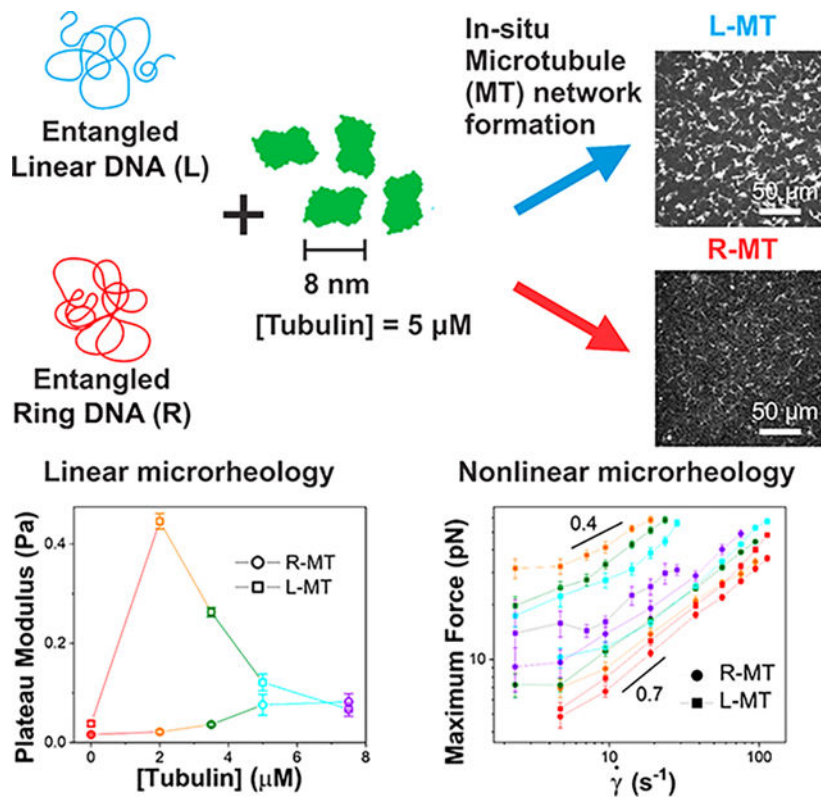 Entangled
Linear DNA (L)
+
8 nm
[Tubulin] = 5 µM
Entangled
Ring DNA (R)
In-situ
Microtubule
(MT) network
formation
L-MT
50 µm
R-MT
50 µm
Linear microrheology
Plateau Modulus (Pa)
0.4
0.2
0.0
R-MT
L-MT
0
2
4
6
8
[Tubulin] (µM)
Nonlinear microrheology
Maximum Force (pN)
10
0.4
0.7
R-MT
L-MT
10
100
γ̇ (s⁻¹)